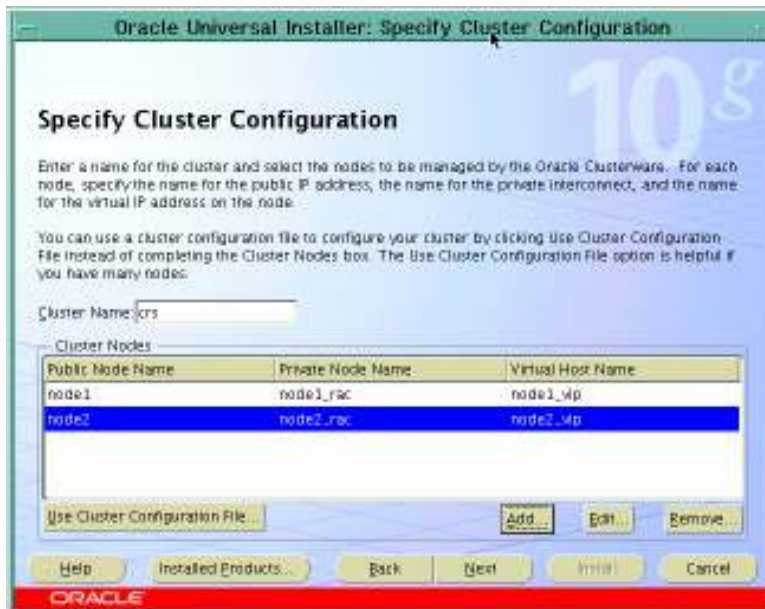 Oracle Universal Installer: Specify Cluster Configuration
10g
Specify Cluster Configuration
Enter a name for the cluster and select the nodes to be managed by the Oracle Clusterware. For each
node, specify the name for the public IP address, the name for the private interconnect, and the name
for the virtual IP address on the node.
You can use a cluster configuration file to configure your cluster by clicking Use Cluster Configuration
File instead of completing the Cluster Nodes box. The Use Cluster Configuration File option is helpful if
you have many nodes.
Cluster Name: crs
Cluster Nodes
Public Node Name Private Node Name Virtual Host Name
node1 node1_rac node1_vip
node2 node2_rac node2_vip
Use Cluster Configuration File... Add... Edit... Remove...
Help Installed Products... Back Next Install Cancel
ORACLE